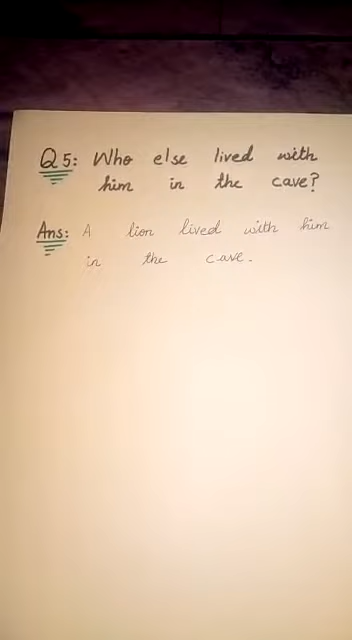 Q5: Who else lived with
him in the cave?
Ans: A lion lived with him
in the cave.